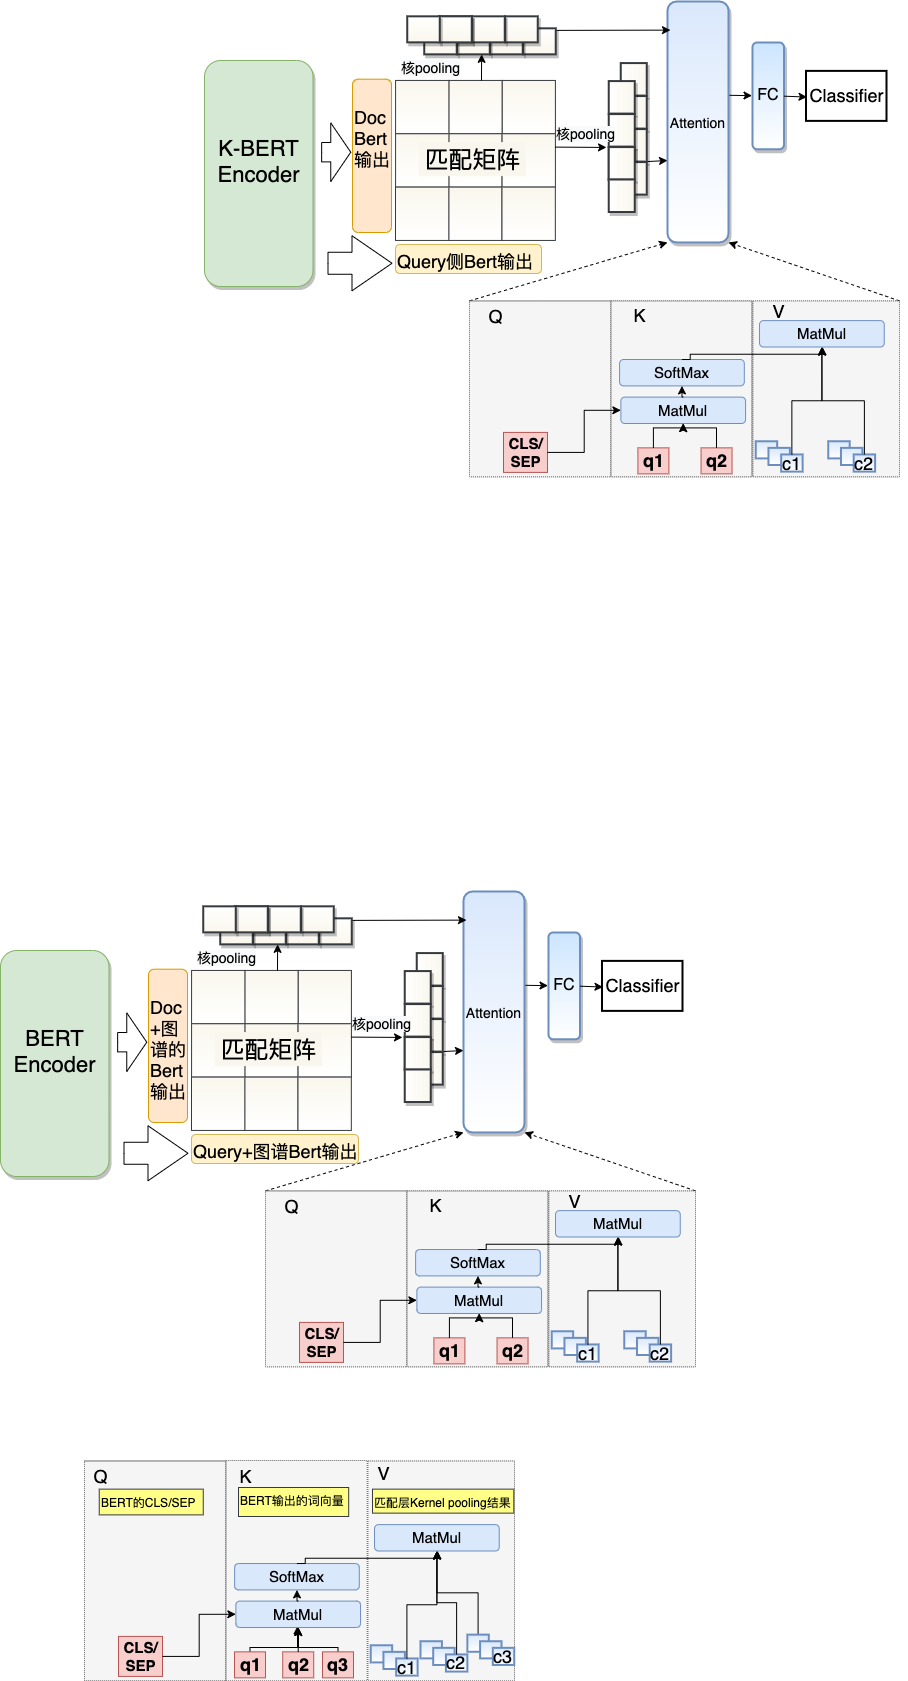 核pooling
K-BERT
Encoder
Doc
Bert
输出
匹配矩阵
核pooling
Attention
FC
Classifier
Query侧Bert输出
Q
K
V
MatMul
SoftMax
MatMul
CLS/
SEP
q1
q2
c1
c2
核pooling
BERT
Encoder
Doc
+图
谱的
Bert
输出
匹配矩阵
核pooling
Attention
FC
Classifier
Query+图谱Bert输出
Q
K
V
MatMul
SoftMax
MatMul
CLS/
SEP
q1
q2
c1
c2
Q
K
V
BERT的CLS/SEP
BERT输出的词向量
匹配层Kernel pooling结果
MatMul
SoftMax
MatMul
CLS/
SEP
q1
q2
q3
c1
c2
c3